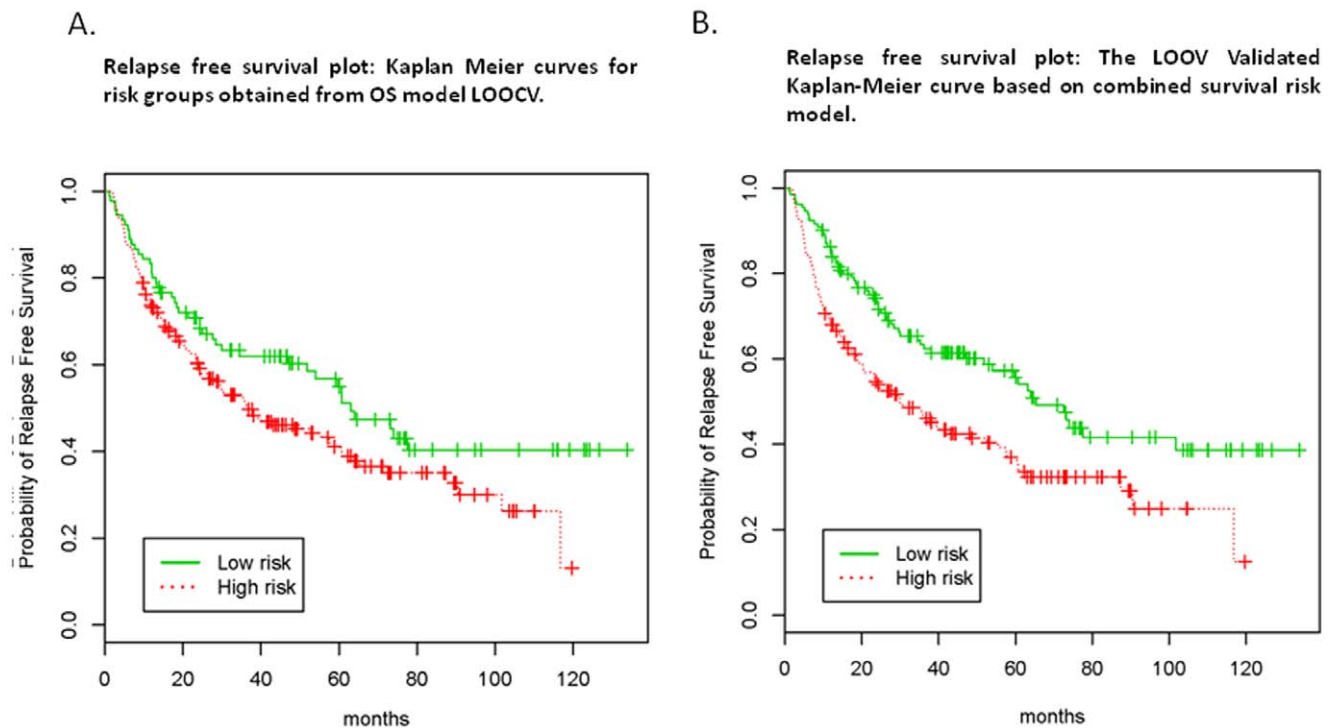 A.
Relapse free survival plot: Kaplan Meier curves for
risk groups obtained from OS model LOOCV.
Probability of Relapse Free Survival
1.0
0.8
0.6
0.4
0.2
0.0
Low risk
High risk
0 20 40 60 80 100 120
months
B.
Relapse free survival plot: The LOOV Validated
Kaplan-Meier curve based on combined survival risk
model.
Probability of Relapse Free Survival
1.0
0.8
0.6
0.4
0.2
0.0
Low risk
High risk
0 20 40 60 80 100 120
months